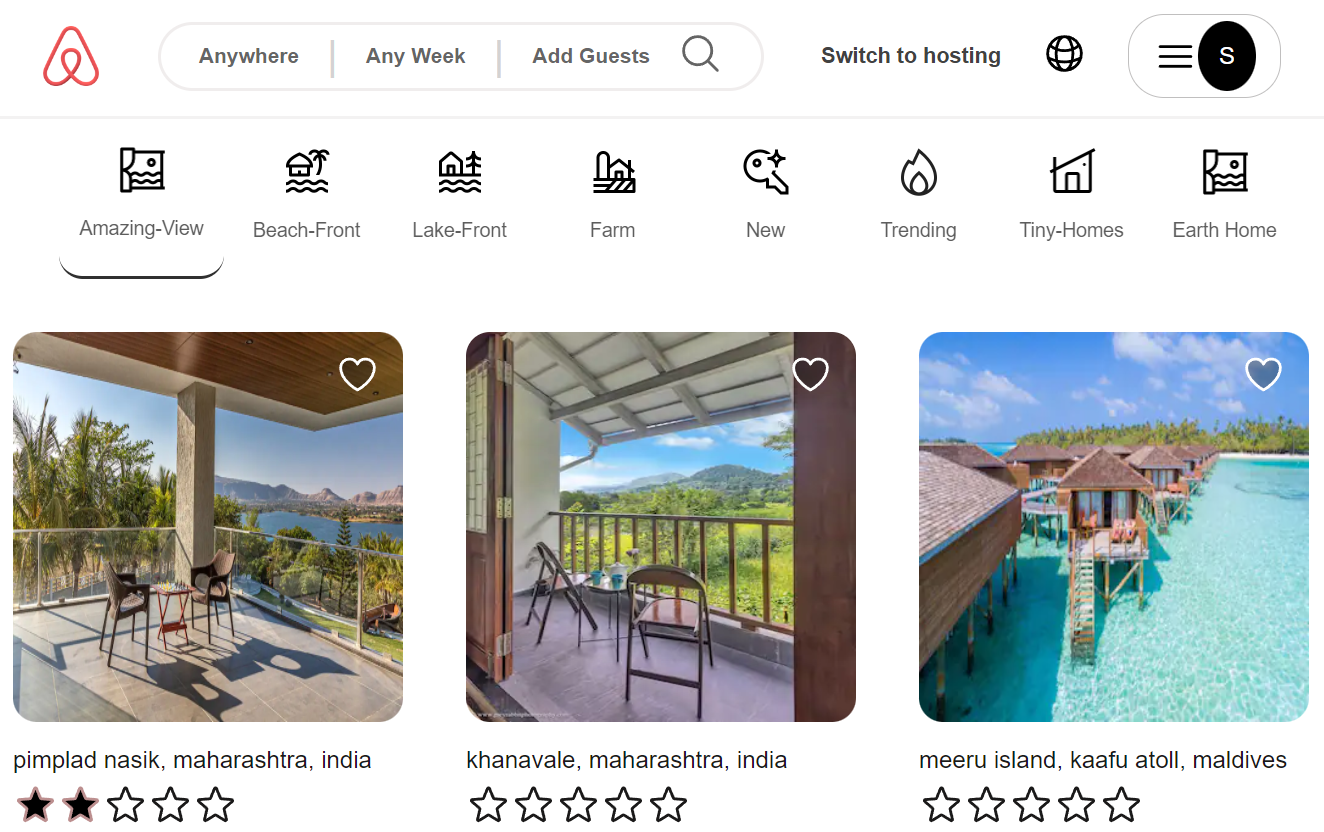 Anywhere Any Week Add Guests Switch to hosting S
Amazing-View Beach-Front Lake-Front Farm New Trending Tiny-Homes Earth Home
pimplad nasik, maharashtra, india khanavale, maharashtra, india meeru island, kaafu atoll, maldives